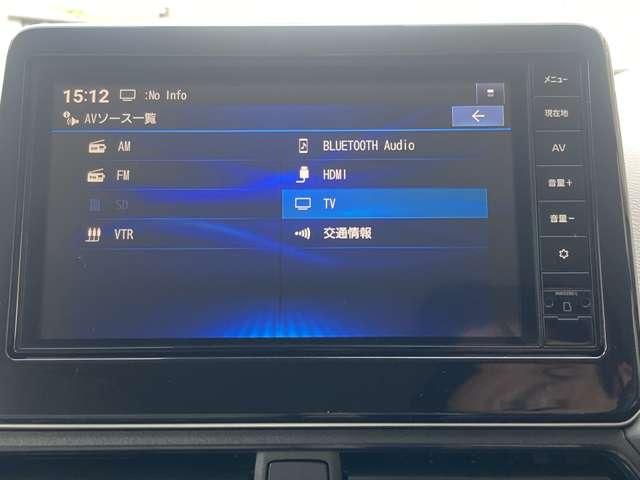 15:12 :No Info
AVソース一覧
AM
BLUETOOTH Audio
FM
HDMI
SD
TV
VTR
交通情報
メニュー
現在地
AV
音量+
音量-